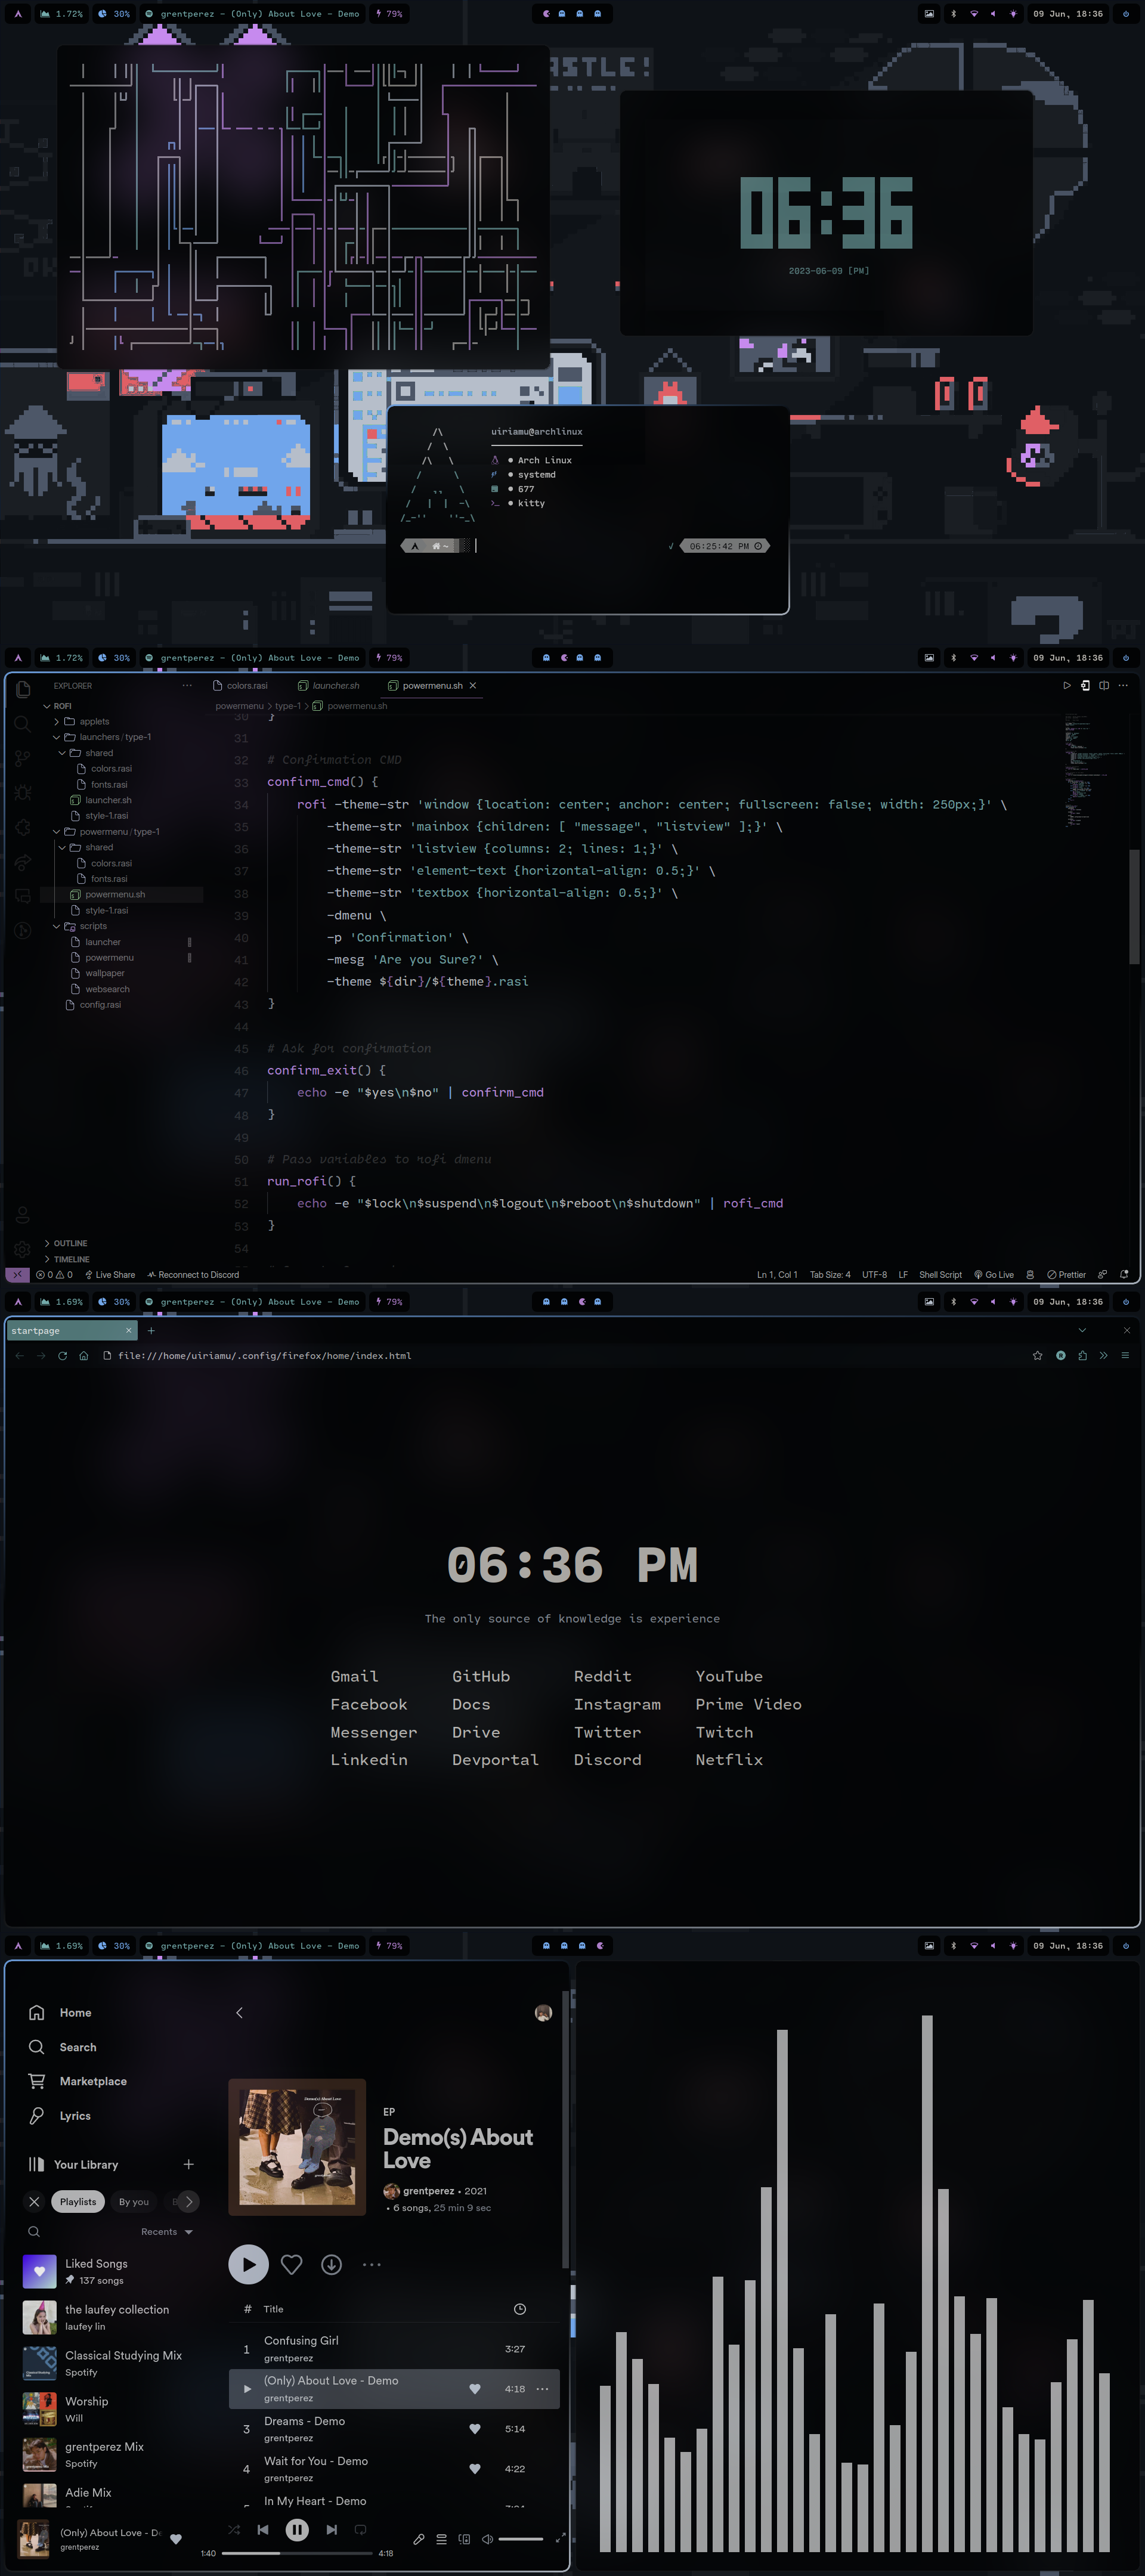 1.72% 30% grentperez - (Only) About Love - Demo 79% 09 Jun, 18:36
ASTLE!
06:36
2023-06-09 [PM]
uiriamu@archlinux
Arch Linux
systemd
677
kitty
~ √ 06:25:42 PM
1.72% 30% grentperez - (Only) About Love - Demo 79% 09 Jun, 18:36
EXPLORER ··· colors.rasi launcher.sh powermenu.sh
ROFI
powermenu > type-1 > powermenu.sh
applets
launchers / type-1
shared
colors.rasi
fonts.rasi
launcher.sh
style-1.rasi
powermenu / type-1
shared
colors.rasi
fonts.rasi
powermenu.sh
style-1.rasi
scripts
launcher
powermenu
wallpaper
websearch
config.rasi
OUTLINE
TIMELINE
30 }
31
32 # Confirmation CMD
33 confirm_cmd() {
34 rofi -theme-str 'window {location: center; anchor: center; fullscreen: false; width: 250px;}' \
35 -theme-str 'mainbox {children: [ "message", "listview" ];}' \
36 -theme-str 'listview {columns: 2; lines: 1;}' \
37 -theme-str 'element-text {horizontal-align: 0.5;}' \
38 -theme-str 'textbox {horizontal-align: 0.5;}' \
39 -dmenu \
40 -p 'Confirmation' \
41 -mesg 'Are you Sure?' \
42 -theme ${dir}/${theme}.rasi
43 }
44
45 # Ask for confirmation
46 confirm_exit() {
47 echo -e "$yes\n$no" | confirm_cmd
48 }
49
50 # Pass variables to rofi dmenu
51 run_rofi() {
52 echo -e "$lock\n$suspend\n$logout\n$reboot\n$shutdown" | rofi_cmd
53 }
54
0 0 Live Share Reconnect to Discord Ln 1, Col 1 Tab Size: 4 UTF-8 LF Shell Script Go Live Prettier
1.69% 30% grentperez - (Only) About Love - Demo 79% 09 Jun, 18:36
startpage
file:///home/uiriamu/.config/firefox/home/index.html
06:36 PM
The only source of knowledge is experience
Gmail GitHub Reddit YouTube
Facebook Docs Instagram Prime Video
Messenger Drive Twitter Twitch
Linkedin Devportal Discord Netflix
1.69% 30% grentperez - (Only) About Love - Demo 79% 09 Jun, 18:36
Home
Search
Marketplace
Lyrics
Your Library
Playlists By you B
Recents
Liked Songs
137 songs
the laufey collection
laufey lin
Classical Studying Mix
Spotify
Worship
Will
grentperez Mix
Spotify
Adie Mix
EP
Demo(s) About
Love
grentperez • 2021
• 6 songs, 25 min 9 sec
# Title
1 Confusing Girl 3:27
grentperez
(Only) About Love - Demo 4:18
grentperez
3 Dreams - Demo 5:14
grentperez
4 Wait for You - Demo 4:22
grentperez
In My Heart - Demo
(Only) About Love - De
grentperez
1:40 4:18